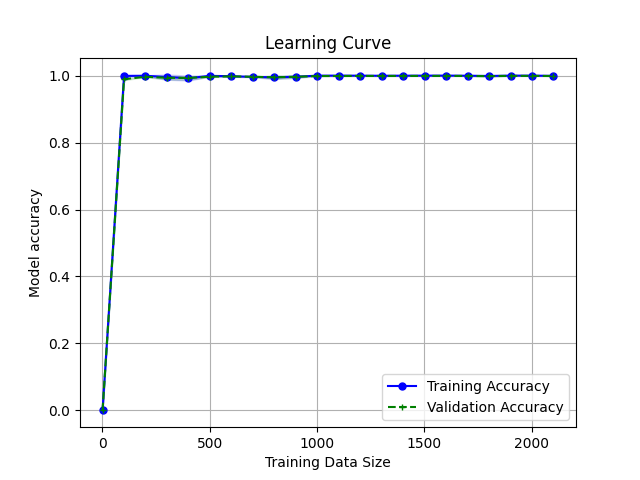 Learning Curve
1.0
0.8
0.6
0.4
0.2
0.0
Model accuracy
Training Accuracy
Validation Accuracy
0 500 1000 1500 2000
Training Data Size